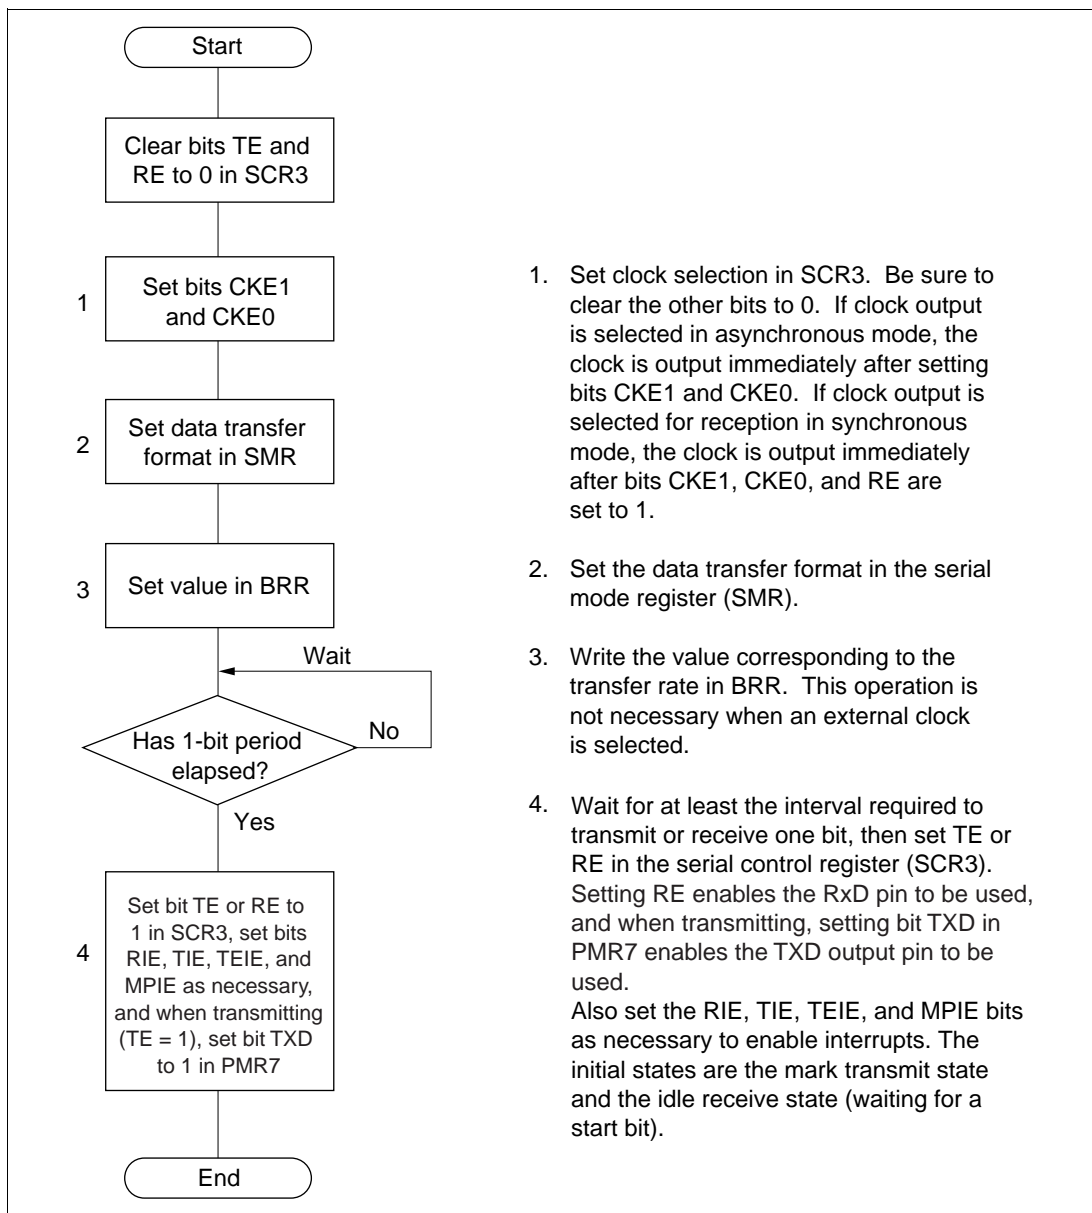 Start
Clear bits TE and
RE to 0 in SCR3
1
Set bits CKE1
and CKE0
2
Set data transfer
format in SMR
3
Set value in BRR
Wait
Has 1-bit period
elapsed?
No
Yes
4
Set bit TE or RE to
1 in SCR3, set bits
RIE, TIE, TEIE, and
MPIE as necessary,
and when transmitting
(TE = 1), set bit TXD
to 1 in PMR7
End
1. Set clock selection in SCR3. Be sure to
clear the other bits to 0. If clock output
is selected in asynchronous mode, the
clock is output immediately after setting
bits CKE1 and CKE0. If clock output is
selected for reception in synchronous
mode, the clock is output immediately
after bits CKE1, CKE0, and RE are
set to 1.
2. Set the data transfer format in the serial
mode register (SMR).
3. Write the value corresponding to the
transfer rate in BRR. This operation is
not necessary when an external clock
is selected.
4. Wait for at least the interval required to
transmit or receive one bit, then set TE or
RE in the serial control register (SCR3).
Setting RE enables the RxD pin to be used,
and when transmitting, setting bit TXD in
PMR7 enables the TXD output pin to be
used.
Also set the RIE, TIE, TEIE, and MPIE bits
as necessary to enable interrupts. The
initial states are the mark transmit state
and the idle receive state (waiting for a
start bit).